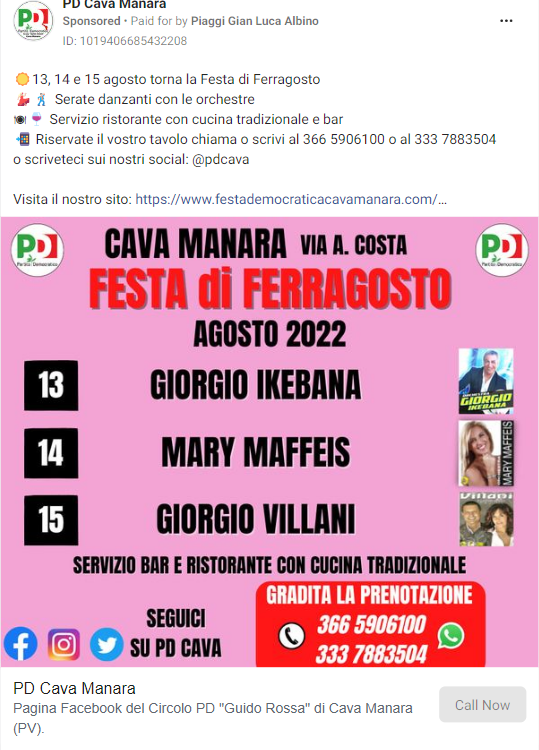 PD Cava Manara
Sponsored • Paid for by Piaggi Gian Luca Albino
ID: 1019406685432208
13, 14 e 15 agosto torna la Festa di Ferragosto
Serate danzanti con le orchestre
Servizio ristorante con cucina tradizionale e bar
Riservate il vostro tavolo chiama o scrivi al 366 5906100 o al 333 7883504
o scriveteci sui nostri social: @pdcava
Visita il nostro sito: https://www.festademocraticacavamanara.com/...
PD
Partito Democratico
CAVA MANARA VIA A. COSTA
PD
Partito Democratico
FESTA di FERRAGOSTO
AGOSTO 2022
13 GIORGIO IKEBANA
ORCHESTRA
GIORGIO
IKEBANA
14 MARY MAFFEIS
MARY MAFFEIS
15 GIORGIO VILLANI
Villani
SERVIZIO BAR E RISTORANTE CON CUCINA TRADIZIONALE
SEGUICI
SU PD CAVA
GRADITA LA PRENOTAZIONE
366 5906100
333 7883504
PD Cava Manara
Pagina Facebook del Circolo PD "Guido Rossa" di Cava Manara
(PV).
Call Now